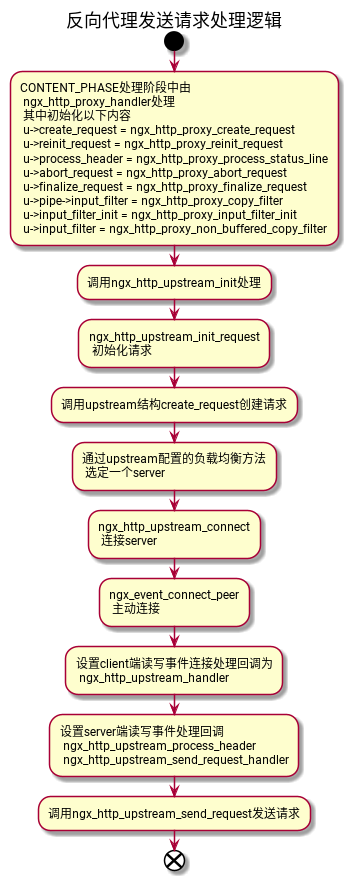 反向代理发送请求处理逻辑
CONTENT_PHASE处理阶段中由
ngx_http_proxy_handler处理
其中初始化以下内容
u->create_request = ngx_http_proxy_create_request
u->reinit_request = ngx_http_proxy_reinit_request
u->process_header = ngx_http_proxy_process_status_line
u->abort_request = ngx_http_proxy_abort_request
u->finalize_request = ngx_http_proxy_finalize_request
u->pipe->input_filter = ngx_http_proxy_copy_filter
u->input_filter_init = ngx_http_proxy_input_filter_init
u->input_filter = ngx_http_proxy_non_buffered_copy_filter
调用ngx_http_upstream_init处理
ngx_http_upstream_init_request
初始化请求
调用upstream结构create_request创建请求
通过upstream配置的负载均衡方法
选定一个server
ngx_http_upstream_connect
连接server
ngx_event_connect_peer
主动连接
设置client端读写事件连接处理回调为
ngx_http_upstream_handler
设置server端读写事件处理回调
ngx_http_upstream_process_header
ngx_http_upstream_send_request_handler
调用ngx_http_upstream_send_request发送请求